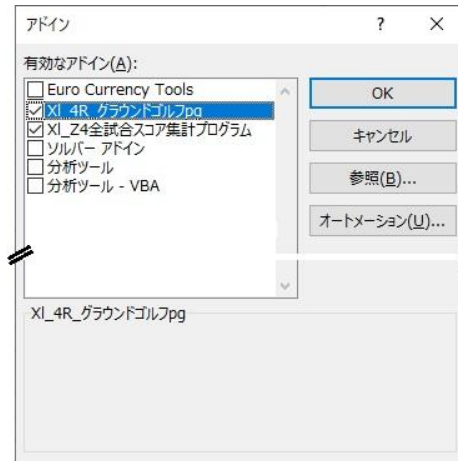 アドイン ? ×
有効なアドイン(A):
Euro Currency Tools
Xl_4R_グラウンドゴルフpg
Xl_Z4全試合スコア集計プログラム
ソルバー アドイン
分析ツール
分析ツール - VBA
OK
キャンセル
参照(B)...
オートメーション(U)...
Xl_4R_グラウンドゴルフpg